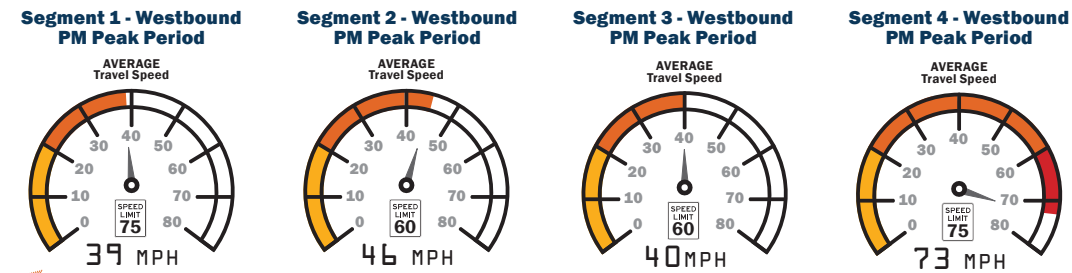 Segment 1 - Westbound
PM Peak Period
AVERAGE
Travel Speed
0
10
20
30
40
50
60
70
80
SPEED
LIMIT
75
39 MPH
Segment 2 - Westbound
PM Peak Period
AVERAGE
Travel Speed
0
10
20
30
40
50
60
70
80
SPEED
LIMIT
60
46 MPH
Segment 3 - Westbound
PM Peak Period
AVERAGE
Travel Speed
0
10
20
30
40
50
60
70
80
SPEED
LIMIT
60
40 MPH
Segment 4 - Westbound
PM Peak Period
AVERAGE
Travel Speed
0
10
20
30
40
50
60
70
80
SPEED
LIMIT
75
73 MPH